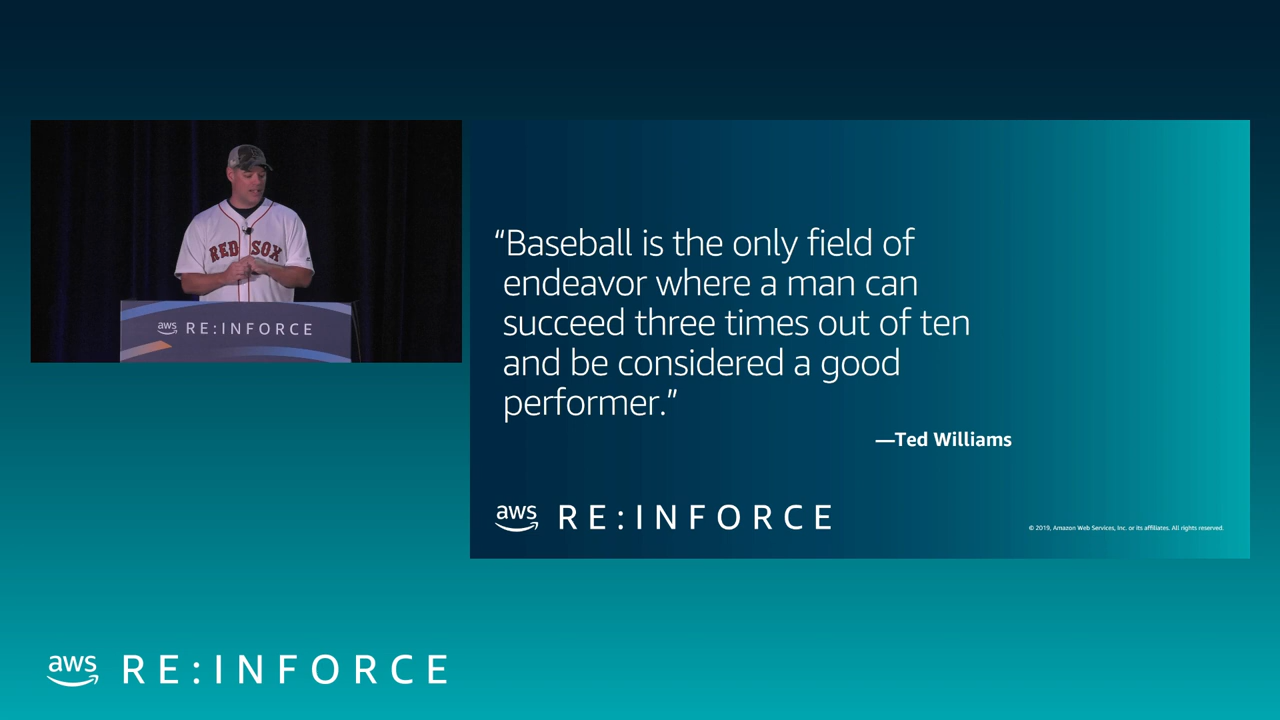 RED SOX
aws RE:INFORCE
“Baseball is the only field of
endeavor where a man can
succeed three times out of ten
and be considered a good
performer.”
—Ted Williams
aws RE:INFORCE
© 2019, Amazon Web Services, Inc. or its affiliates. All rights reserved.
aws RE:INFORCE